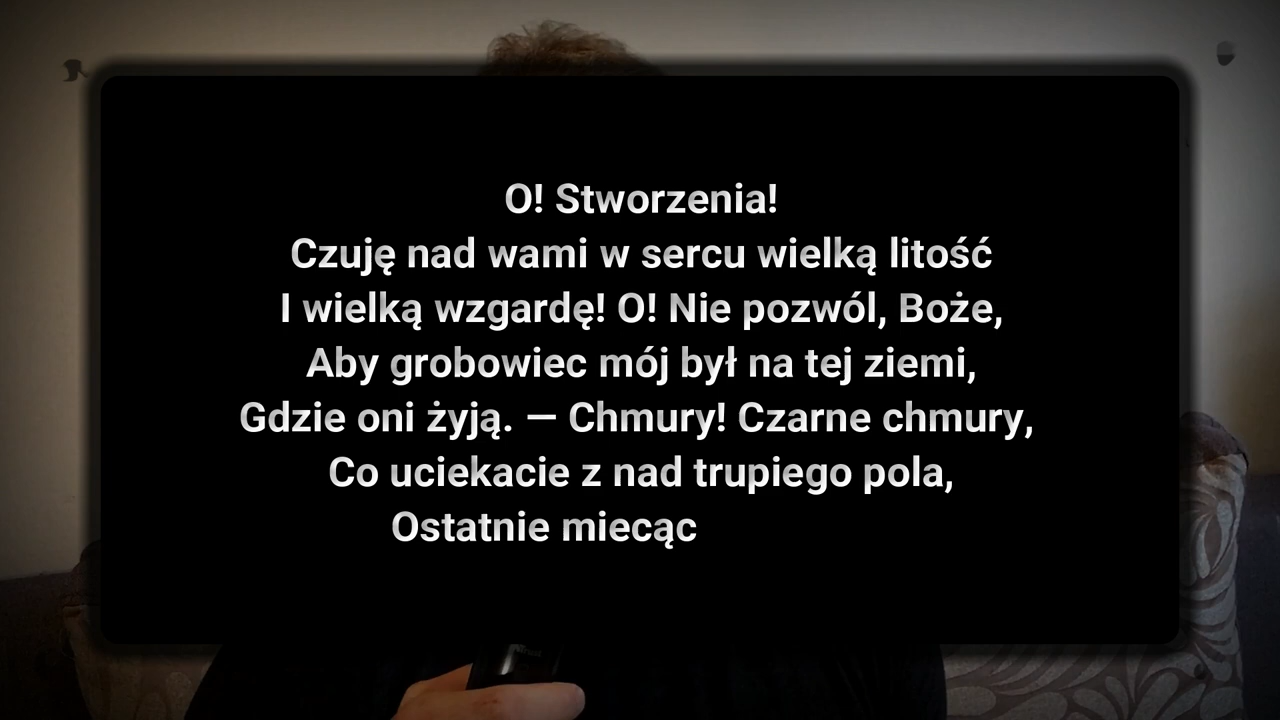 O! Stworzenia!
Czuję nad wami w sercu wielką litość
I wielką wzgardę! O! Nie pozwól, Boże,
Aby grobowiec mój był na tej ziemi,
Gdzie oni żyją. — Chmury! Czarne chmury,
Co uciekacie z nad trupiego pola,
Ostatnie miecąc